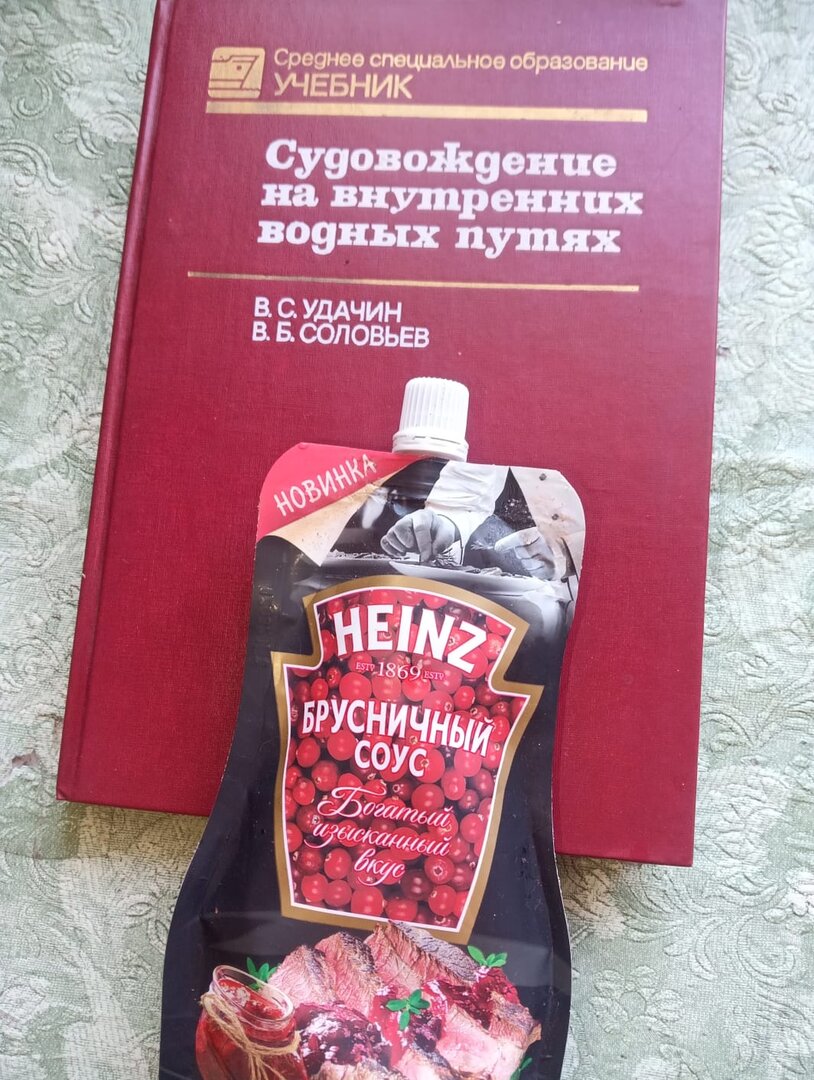 Среднее специальное образование
УЧЕБНИК
Судовождение
на внутренних
водных путях
В. С. УДАЧИН
В. Б. СОЛОВЬЕВ
НОВИНКА
HEINZ
ESTD 1869 ESTD
БРУСНИЧНЫЙ
СОУС
Богатый,
изысканный
вкус